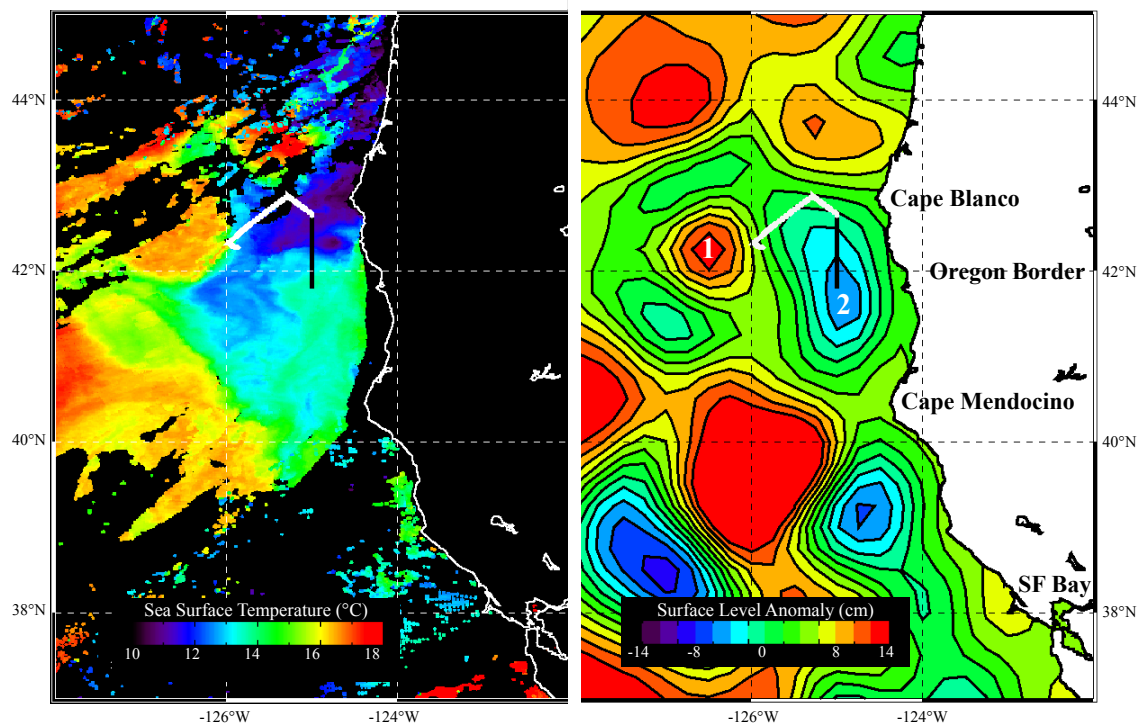 44°N
42°N
40°N
38°N
Sea Surface Temperature (°C)
10 12 14 16 18
-126°W -124°W
44°N
42°N
40°N
38°N
Cape Blanco
1
Oregon Border
2
Cape Mendocino
SF Bay
Surface Level Anomaly (cm)
-14 -8 0 8 14
-126°W -124°W